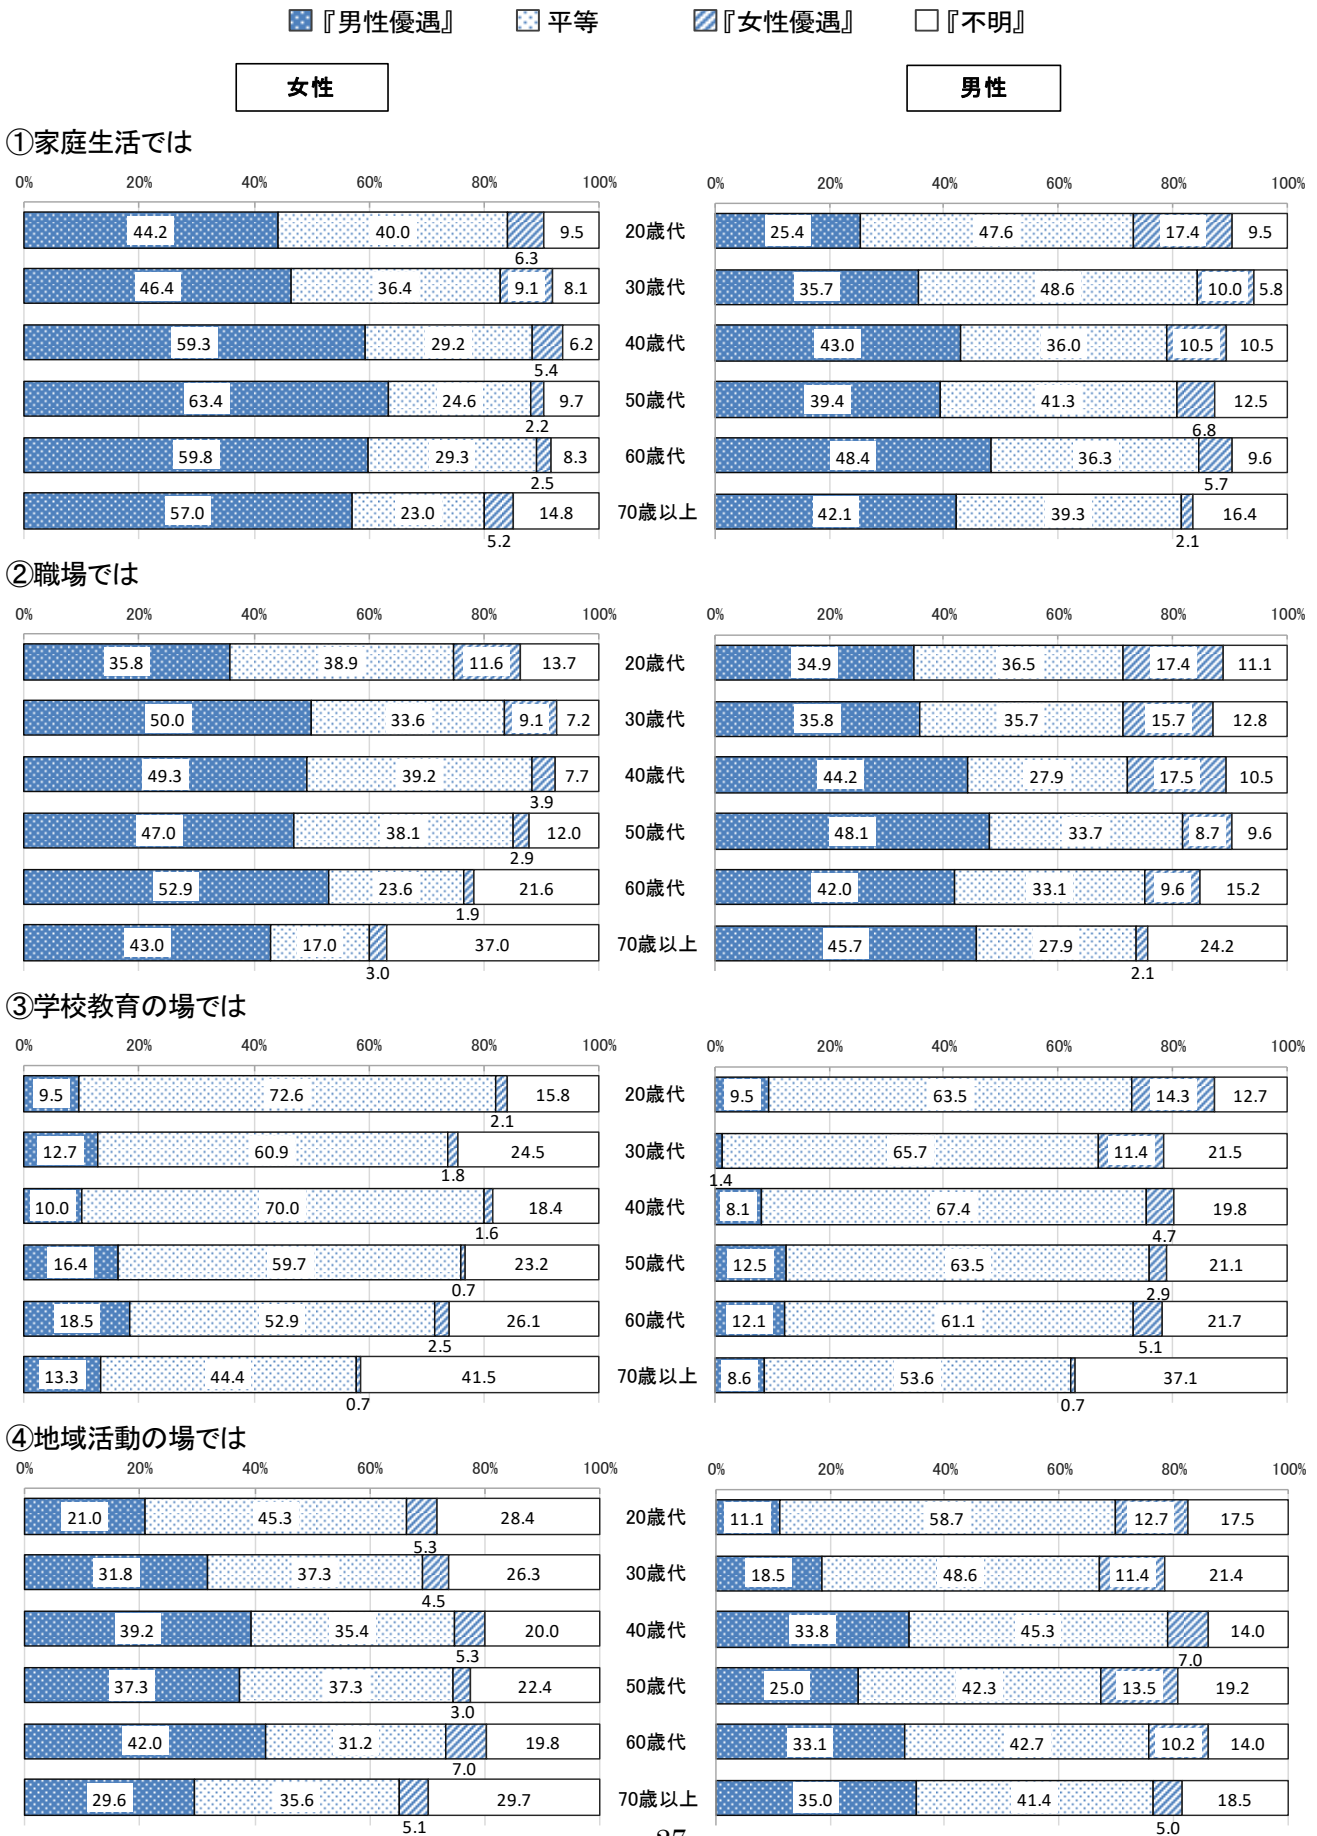 『男性優遇』 平等 『女性優遇』 『不明』
女性 男性
①家庭生活では
0% 20% 40% 60% 80% 100% 0% 20% 40% 60% 80% 100%
44.2 40.0 6.3 9.5 20歳代 25.4 47.6 17.4 9.5
46.4 36.4 9.1 8.1 30歳代 35.7 48.6 10.0 5.8
59.3 29.2 5.4 6.2 40歳代 43.0 36.0 10.5 10.5
63.4 24.6 2.2 9.7 50歳代 39.4 41.3 6.8 12.5
59.8 29.3 2.5 8.3 60歳代 48.4 36.3 5.7 9.6
57.0 23.0 5.2 14.8 70歳以上 42.1 39.3 2.1 16.4
②職場では
0% 20% 40% 60% 80% 100% 0% 20% 40% 60% 80% 100%
35.8 38.9 11.6 13.7 20歳代 34.9 36.5 17.4 11.1
50.0 33.6 9.1 7.2 30歳代 35.8 35.7 15.7 12.8
49.3 39.2 3.9 7.7 40歳代 44.2 27.9 17.5 10.5
47.0 38.1 2.9 12.0 50歳代 48.1 33.7 8.7 9.6
52.9 23.6 1.9 21.6 60歳代 42.0 33.1 9.6 15.2
43.0 17.0 3.0 37.0 70歳以上 45.7 27.9 2.1 24.2
③学校教育の場では
0% 20% 40% 60% 80% 100% 0% 20% 40% 60% 80% 100%
9.5 72.6 2.1 15.8 20歳代 9.5 63.5 14.3 12.7
12.7 60.9 1.8 24.5 30歳代 1.4 65.7 11.4 21.5
10.0 70.0 1.6 18.4 40歳代 8.1 67.4 4.7 19.8
16.4 59.7 0.7 23.2 50歳代 12.5 63.5 2.9 21.1
18.5 52.9 2.5 26.1 60歳代 12.1 61.1 5.1 21.7
13.3 44.4 0.7 41.5 70歳以上 8.6 53.6 0.7 37.1
④地域活動の場では
0% 20% 40% 60% 80% 100% 0% 20% 40% 60% 80% 100%
21.0 45.3 5.3 28.4 20歳代 11.1 58.7 12.7 17.5
31.8 37.3 4.5 26.3 30歳代 18.5 48.6 11.4 21.4
39.2 35.4 5.3 20.0 40歳代 33.8 45.3 7.0 14.0
37.3 37.3 3.0 22.4 50歳代 25.0 42.3 13.5 19.2
42.0 31.2 7.0 19.8 60歳代 33.1 42.7 10.2 14.0
29.6 35.6 5.1 29.7 70歳以上 35.0 41.4 5.0 18.5